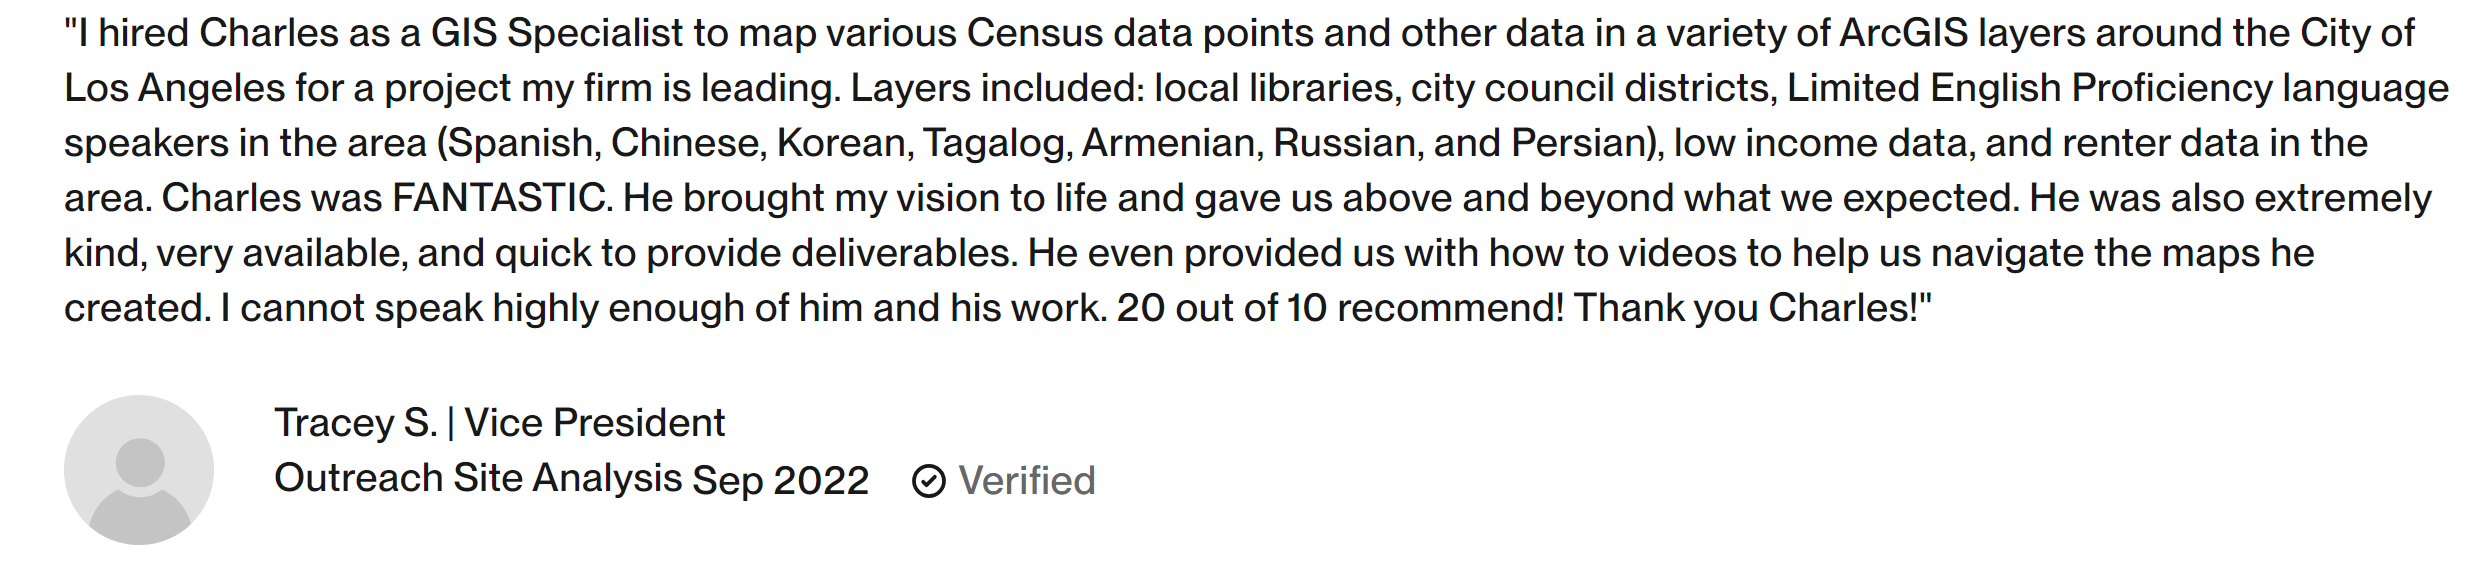 "I hired Charles as a GIS Specialist to map various Census data points and other data in a variety of ArcGIS layers around the City of
Los Angeles for a project my firm is leading. Layers included: local libraries, city council districts, Limited English Proficiency language
speakers in the area (Spanish, Chinese, Korean, Tagalog, Armenian, Russian, and Persian), low income data, and renter data in the
area. Charles was FANTASTIC. He brought my vision to life and gave us above and beyond what we expected. He was also extremely
kind, very available, and quick to provide deliverables. He even provided us with how to videos to help us navigate the maps he
created. I cannot speak highly enough of him and his work. 20 out of 10 recommend! Thank you Charles!"
Tracey S. | Vice President
Outreach Site Analysis Sep 2022 Verified